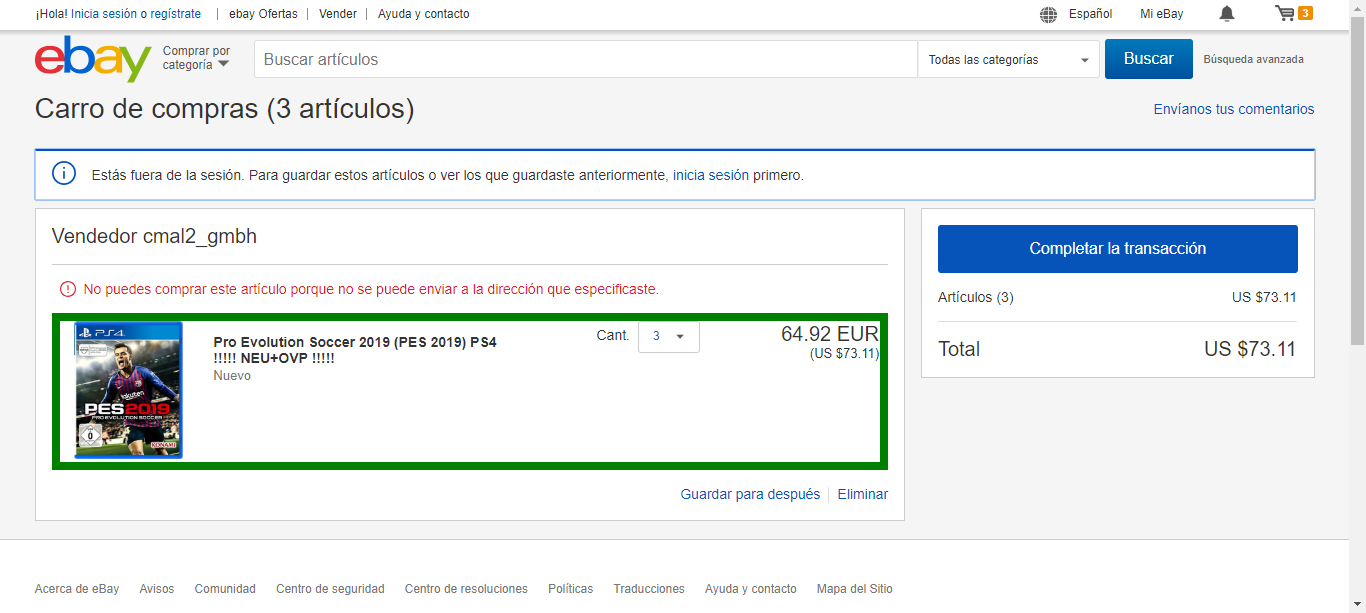 ¡Hola! Inicia sesión o regístrate | ebay Ofertas | Vender | Ayuda y contacto
Español Mi eBay 3
ebay
Comprar por
categoría
Buscar artículos
Todas las categorías
Buscar
Búsqueda avanzada
Carro de compras (3 artículos)
Envíanos tus comentarios
Estás fuera de la sesión. Para guardar estos artículos o ver los que guardaste anteriormente, inicia sesión primero.
Vendedor cmal2_gmbh
No puedes comprar este artículo porque no se puede enviar a la dirección que especificaste.
PS4
Rakuten
PES2019
PRO EVOLUTION SOCCER
0
KONAMI
Pro Evolution Soccer 2019 (PES 2019) PS4
!!!!! NEU+OVP !!!!!
Nuevo
Cant. 3
64.92 EUR
(US $73.11)
Guardar para después | Eliminar
Completar la transacción
Artículos (3) US $73.11
Total US $73.11
Acerca de eBay Avisos Comunidad Centro de seguridad Centro de resoluciones Políticas Traducciones Ayuda y contacto Mapa del Sitio